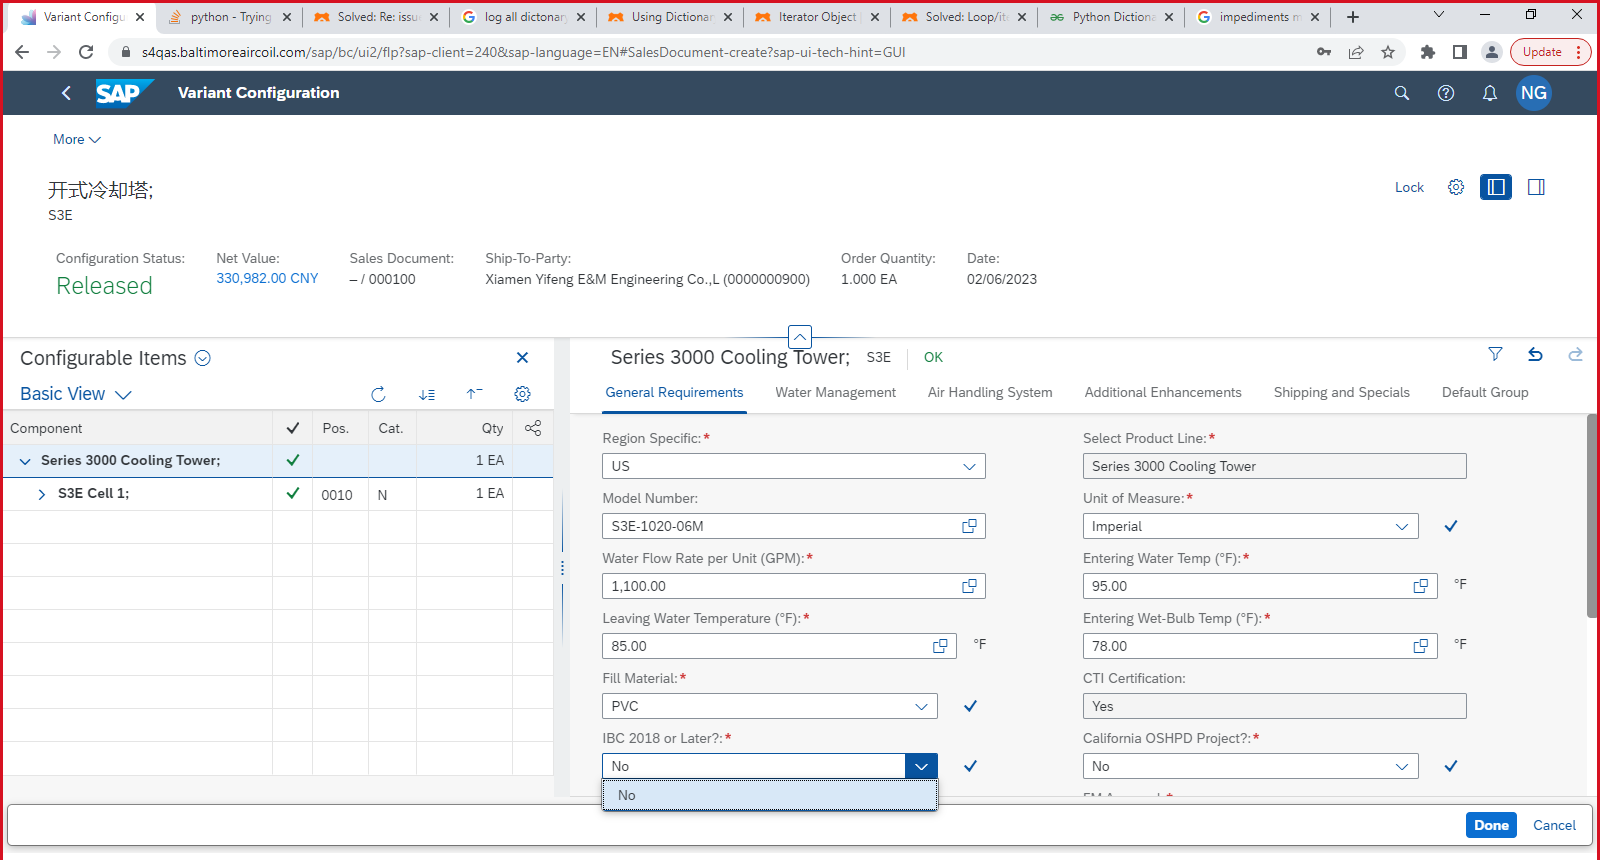 Variant Configu
python - Trying
Solved: Re: issu
log all dictonar
Using Dictionar
Iterator Object
Solved: Loop/ite
Python Dictiona
impediments m
s4qas.baltimoreaircoil.com/sap/bc/ui2/flp?sap-client=240&sap-language=EN#SalesDocument-create?sap-ui-tech-hint=GUI
Update
SAP
Variant Configuration
NG
More
开式冷却塔;
S3E
Lock
Configuration Status:
Released
Net Value:
330,982.00 CNY
Sales Document:
– / 000100
Ship-To-Party:
Xiamen Yifeng E&M Engineering Co.,L (0000000900)
Order Quantity:
1.000 EA
Date:
02/06/2023
Configurable Items
Basic View
Component Pos. Cat. Qty
Series 3000 Cooling Tower; 1 EA
S3E Cell 1; 0010 N 1 EA
Series 3000 Cooling Tower; S3E OK
General Requirements
Water Management
Air Handling System
Additional Enhancements
Shipping and Specials
Default Group
Region Specific:*
US
Select Product Line:*
Series 3000 Cooling Tower
Model Number:
S3E-1020-06M
Unit of Measure:*
Imperial
Water Flow Rate per Unit (GPM):*
1,100.00
Entering Water Temp (°F):*
95.00 °F
Leaving Water Temperature (°F):*
85.00 °F
Entering Wet-Bulb Temp (°F):*
78.00 °F
Fill Material:*
PVC
CTI Certification:
Yes
IBC 2018 or Later?:*
No
No
California OSHPD Project?:*
No
Done
Cancel